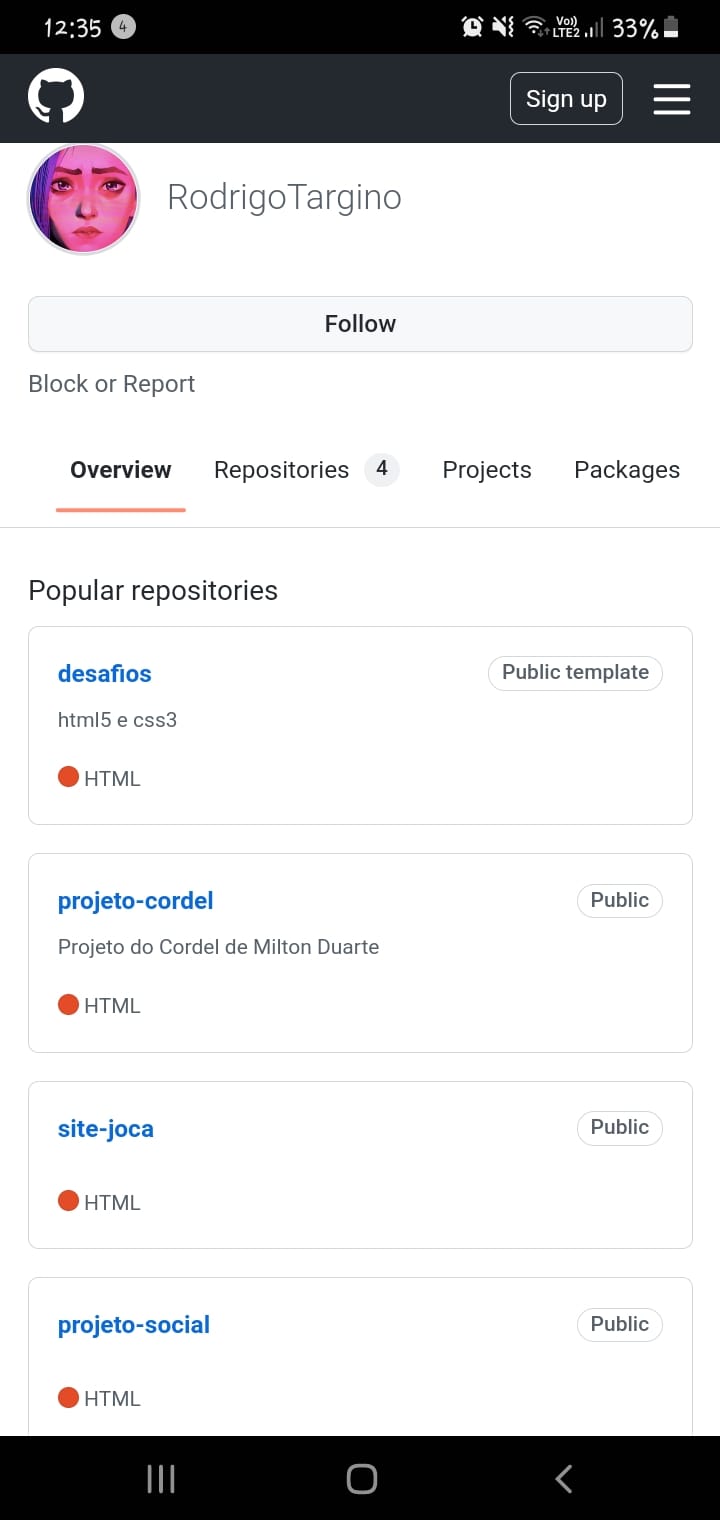 12:35 4 Vo)) LTE2 33%
Sign up
RodrigoTargino
Follow
Block or Report
Overview Repositories 4 Projects Packages
Popular repositories
desafios Public template
html5 e css3
HTML
projeto-cordel Public
Projeto do Cordel de Milton Duarte
HTML
site-joca Public
HTML
projeto-social Public
HTML